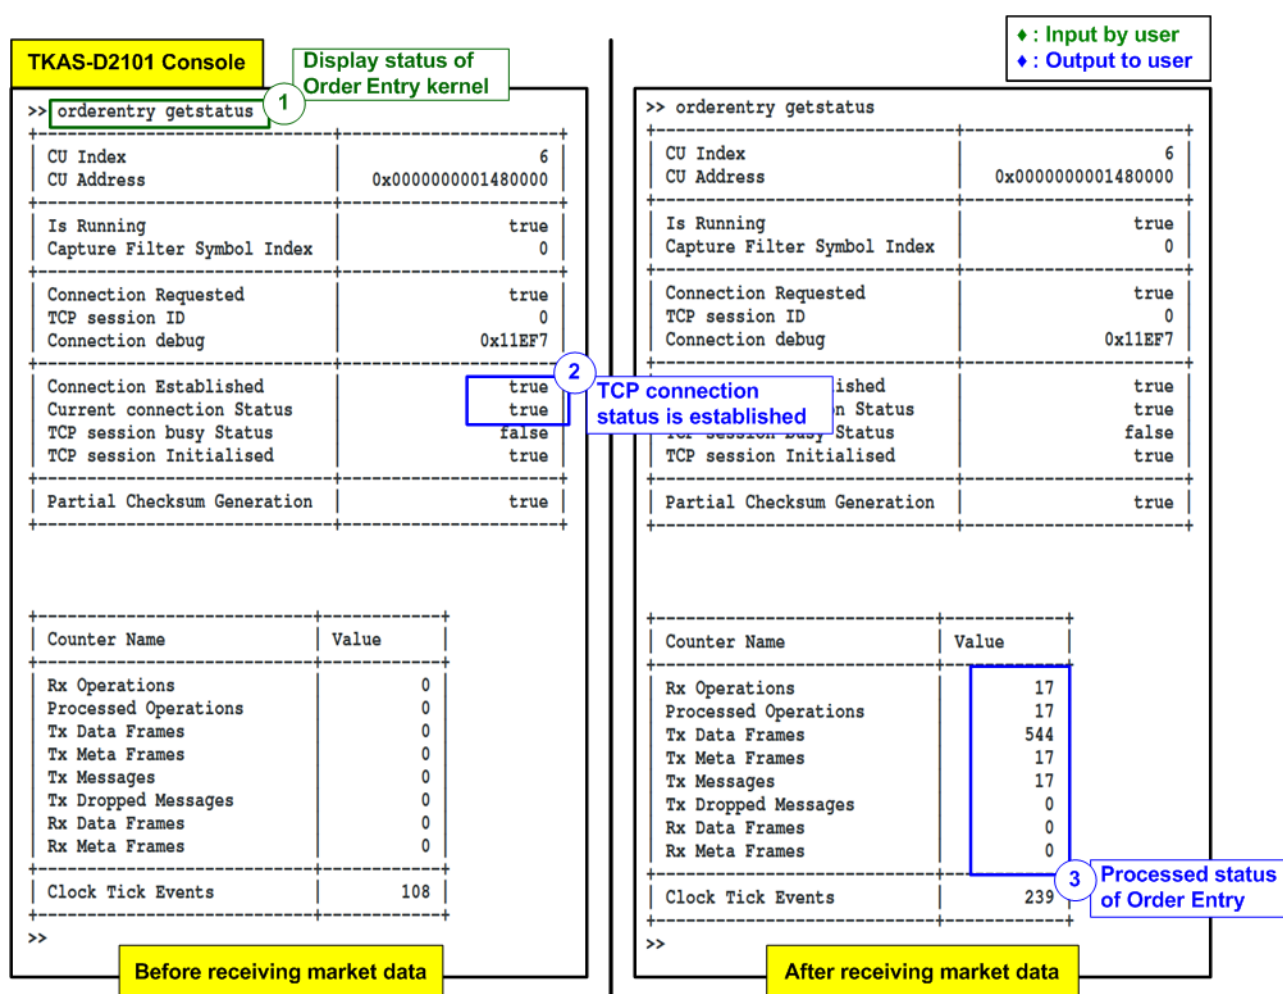 ♦ : Input by user
♦ : Output to user
TKAS-D2101 Console
Display status of
Order Entry kernel
1
>> orderentry getstatus
CU Index 6
CU Address 0x0000000001480000
Is Running true
Capture Filter Symbol Index 0
Connection Requested true
TCP session ID 0
Connection debug 0x11EF7
Connection Established true
Current connection Status true
TCP session busy Status false
TCP session Initialised true
Partial Checksum Generation true
2
TCP connection
status is established
Counter Name Value
Rx Operations 0
Processed Operations 0
Tx Data Frames 0
Tx Meta Frames 0
Tx Messages 0
Tx Dropped Messages 0
Rx Data Frames 0
Rx Meta Frames 0
Clock Tick Events 108
>>
Before receiving market data
>> orderentry getstatus
CU Index 6
CU Address 0x0000000001480000
Is Running true
Capture Filter Symbol Index 0
Connection Requested true
TCP session ID 0
Connection debug 0x11EF7
ished true
n Status true
TCP session busy Status false
TCP session Initialised true
Partial Checksum Generation true
Counter Name Value
Rx Operations 17
Processed Operations 17
Tx Data Frames 544
Tx Meta Frames 17
Tx Messages 17
Tx Dropped Messages 0
Rx Data Frames 0
Rx Meta Frames 0
Clock Tick Events 239
>>
3
Processed status
of Order Entry
After receiving market data